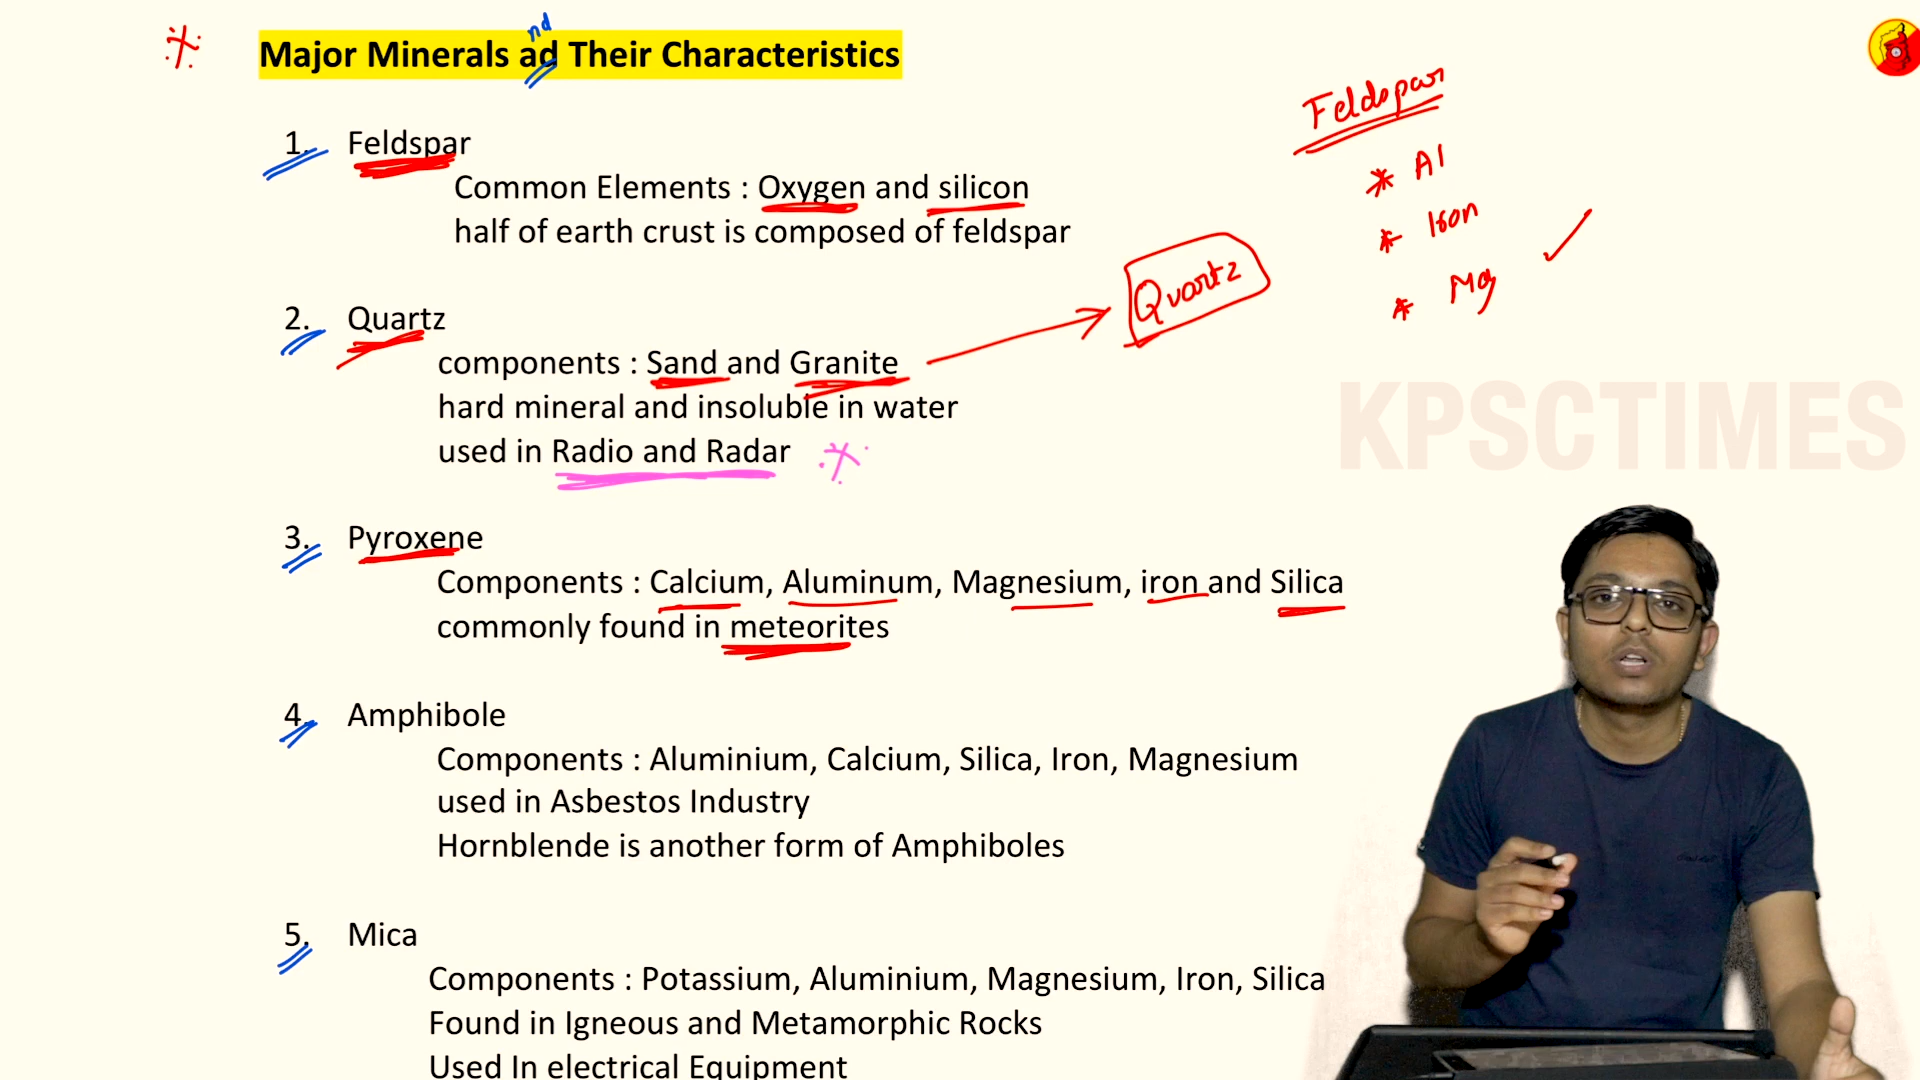 nd
Major Minerals ad Their Characteristics
Feldspar
* Al
* Iron
* Mg
1. Feldspar
Common Elements : Oxygen and silicon
half of earth crust is composed of feldspar
Quartz
2. Quartz
components : Sand and Granite
hard mineral and insoluble in water
used in Radio and Radar
KPSCTIMES
3. Pyroxene
Components : Calcium, Aluminum, Magnesium, iron and Silica
commonly found in meteorites
4. Amphibole
Components : Aluminium, Calcium, Silica, Iron, Magnesium
used in Asbestos Industry
Hornblende is another form of Amphiboles
5. Mica
Components : Potassium, Aluminium, Magnesium, Iron, Silica
Found in Igneous and Metamorphic Rocks
Used In electrical Equipment